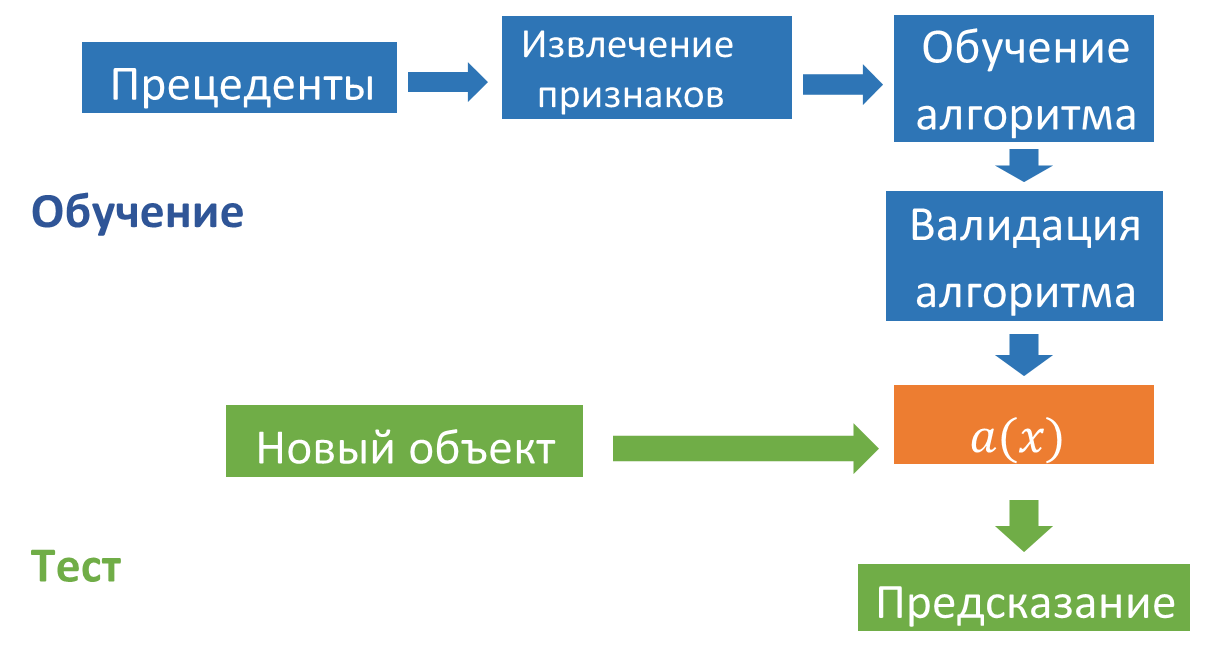 Прецеденты
Извлечение
признаков
Обучение
алгоритма
Обучение
Валидация
алгоритма
Новый объект
a(x)
Тест
Предсказание